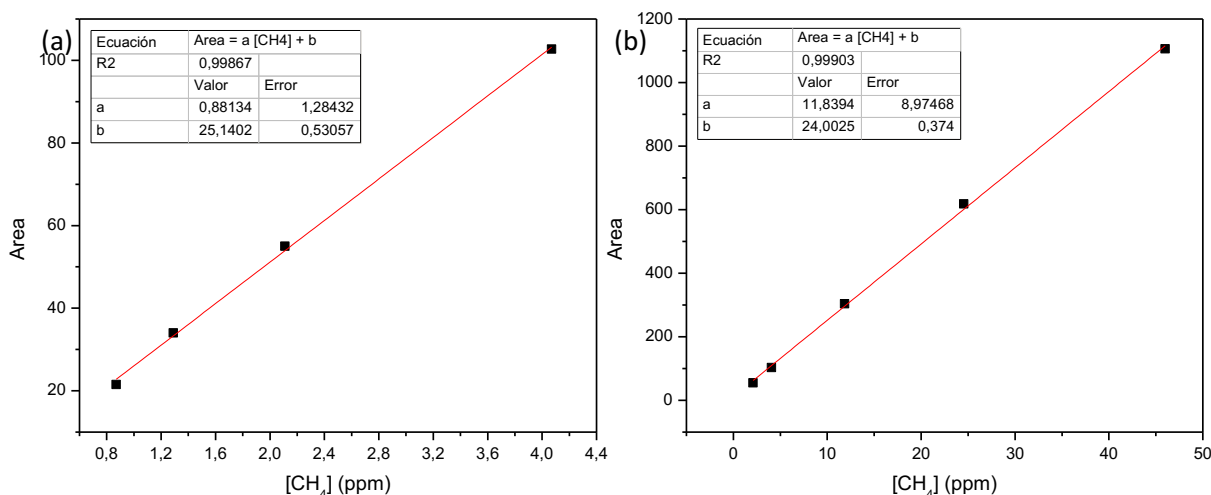 (a)
Ecuación Area = a [CH4] + b
R2 0,99867
Valor Error
a 0,88134 1,28432
b 25,1402 0,53057
100
80
60
40
20
Area
0,8 1,2 1,6 2,0 2,4 2,8 3,2 3,6 4,0 4,4
[CH4] (ppm)
(b)
Ecuación Area = a [CH4] + b
R2 0,99903
Valor Error
a 11,8394 8,97468
b 24,0025 0,374
1200
1000
800
600
400
200
0
Area
0 10 20 30 40 50
[CH4] (ppm)